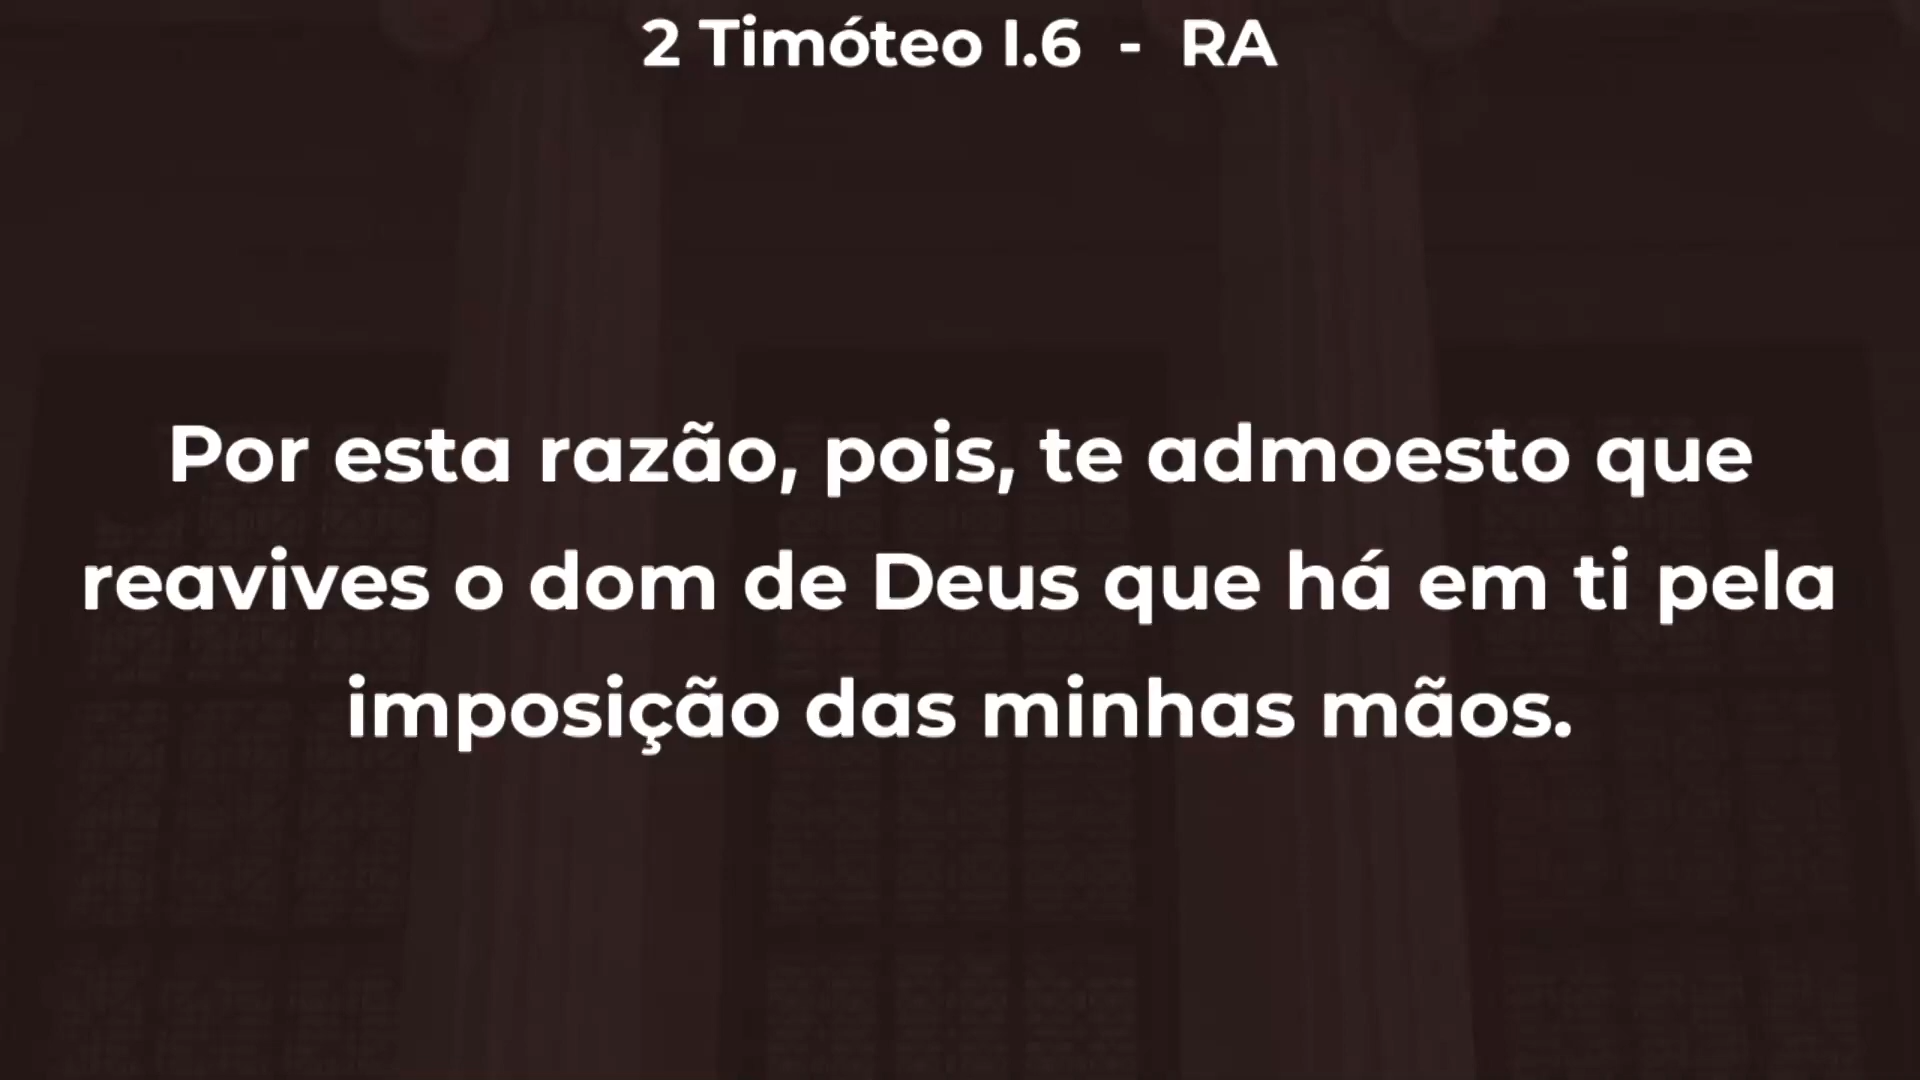 2 Timóteo I.6 - RA
Por esta razão, pois, te admoesto que
reavives o dom de Deus que há em ti pela
imposição das minhas mãos.